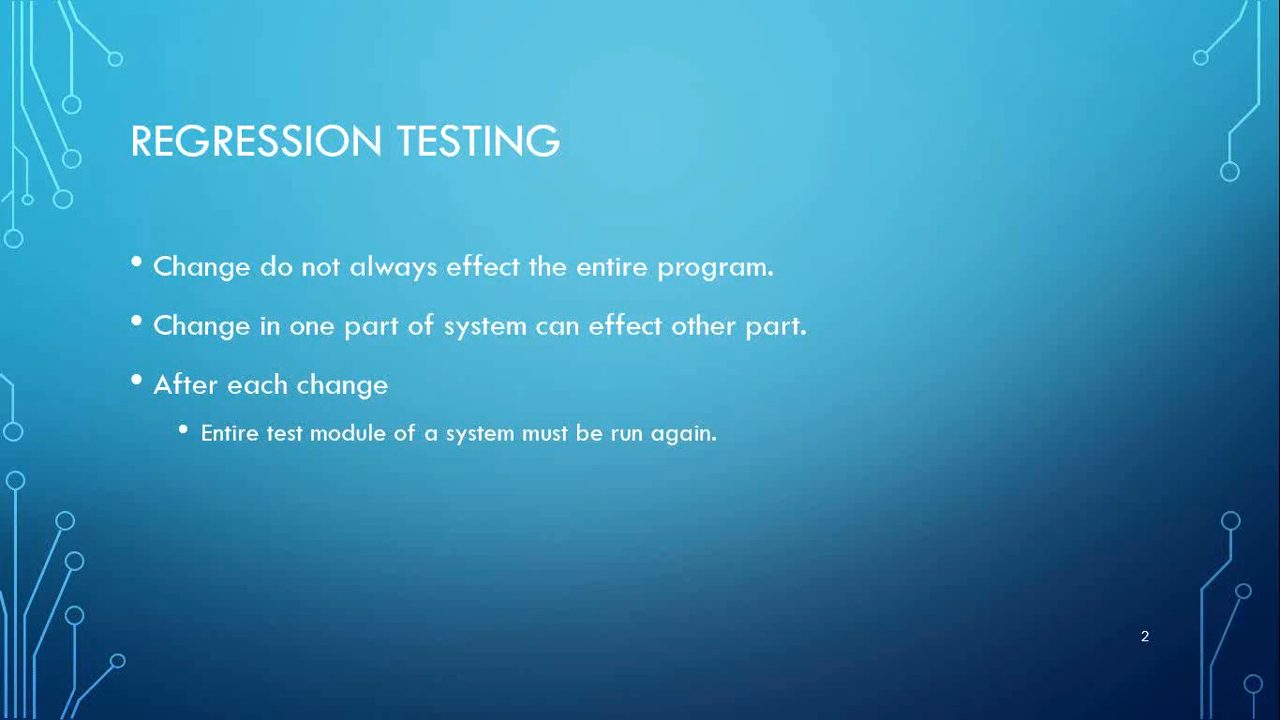 REGRESSION TESTING
• Change do not always effect the entire program.
• Change in one part of system can effect other part.
• After each change
• Entire test module of a system must be run again.
2